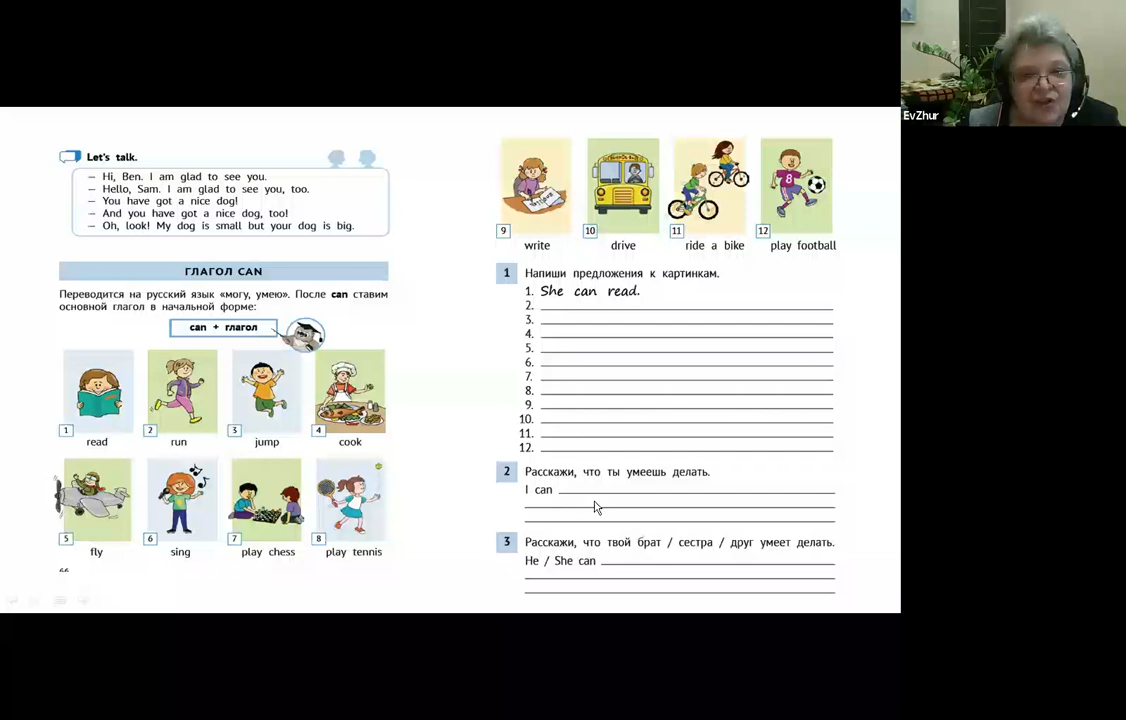 EvZhur
Let's talk.
– Hi, Ben. I am glad to see you.
– Hello, Sam. I am glad to see you, too.
– You have got a nice dog!
– And you have got a nice dog, too!
– Oh, look! My dog is small but your dog is big.
ГЛАГОЛ CAN
Переводится на русский язык «могу, умею». После can ставим
основной глагол в начальной форме:
can + глагол
1 2 3 4
read run jump cook
5 6 7 8
fly sing play chess play tennis
66
9 10 11 12
write drive ride a bike play football
8
1 Напиши предложения к картинкам.
1. She can read.
2.
3.
4.
5.
6.
7.
8.
9.
10.
11.
12.
2 Расскажи, что ты умеешь делать.
I can
3 Расскажи, что твой брат / сестра / друг умеет делать.
He / She can